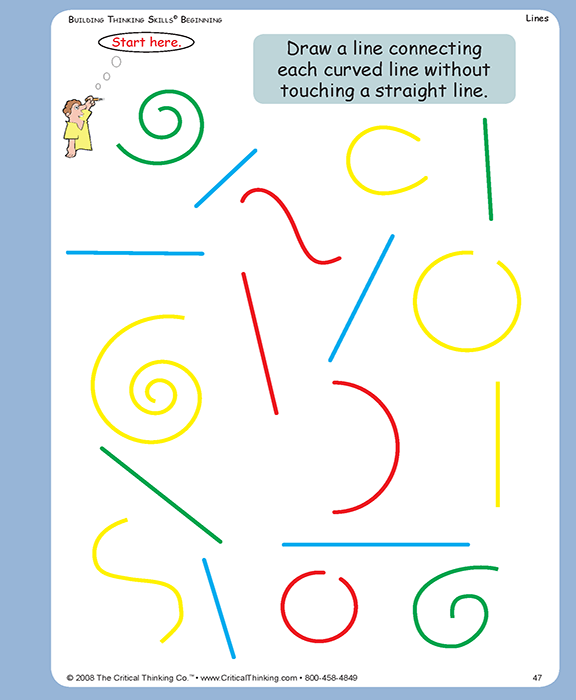 Building Thinking Skills® Beginning
Lines
Start here.
Draw a line connecting
each curved line without
touching a straight line.
© 2008 The Critical Thinking Co.™ • www.CriticalThinking.com • 800-458-4849
47